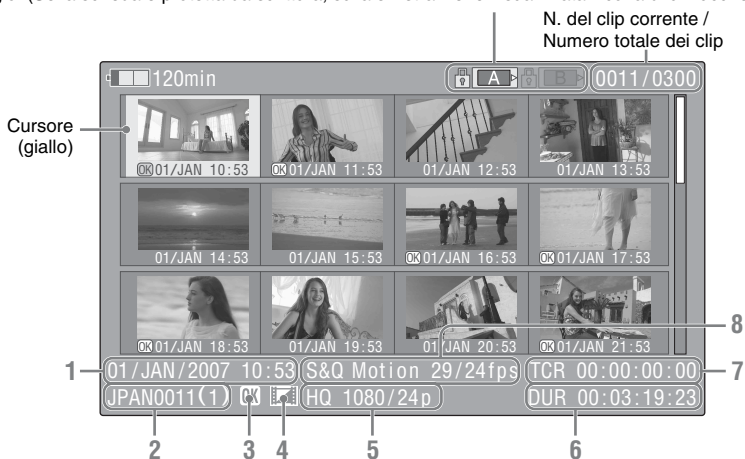 N. del clip corrente /
Numero totale dei clip
120min
A
B
0011/0300
Cursore
(giallo)
OK 01/JAN 10:53
OK 01/JAN 11:53
01/JAN 12:53
01/JAN 13:53
01/JAN 14:53
01/JAN 15:53
OK 01/JAN 16:53
OK 01/JAN 17:53
OK 01/JAN 18:53
01/JAN 19:53
01/JAN 20:53
OK 01/JAN 21:53
8
1
01/JAN/2007 10:53
S&Q Motion 29/24fps
TCR 00:00:00:00
7
JPAN0011(1)
OK
HQ 1080/24p
DUR 00:03:19:23
2
3
4
5
6